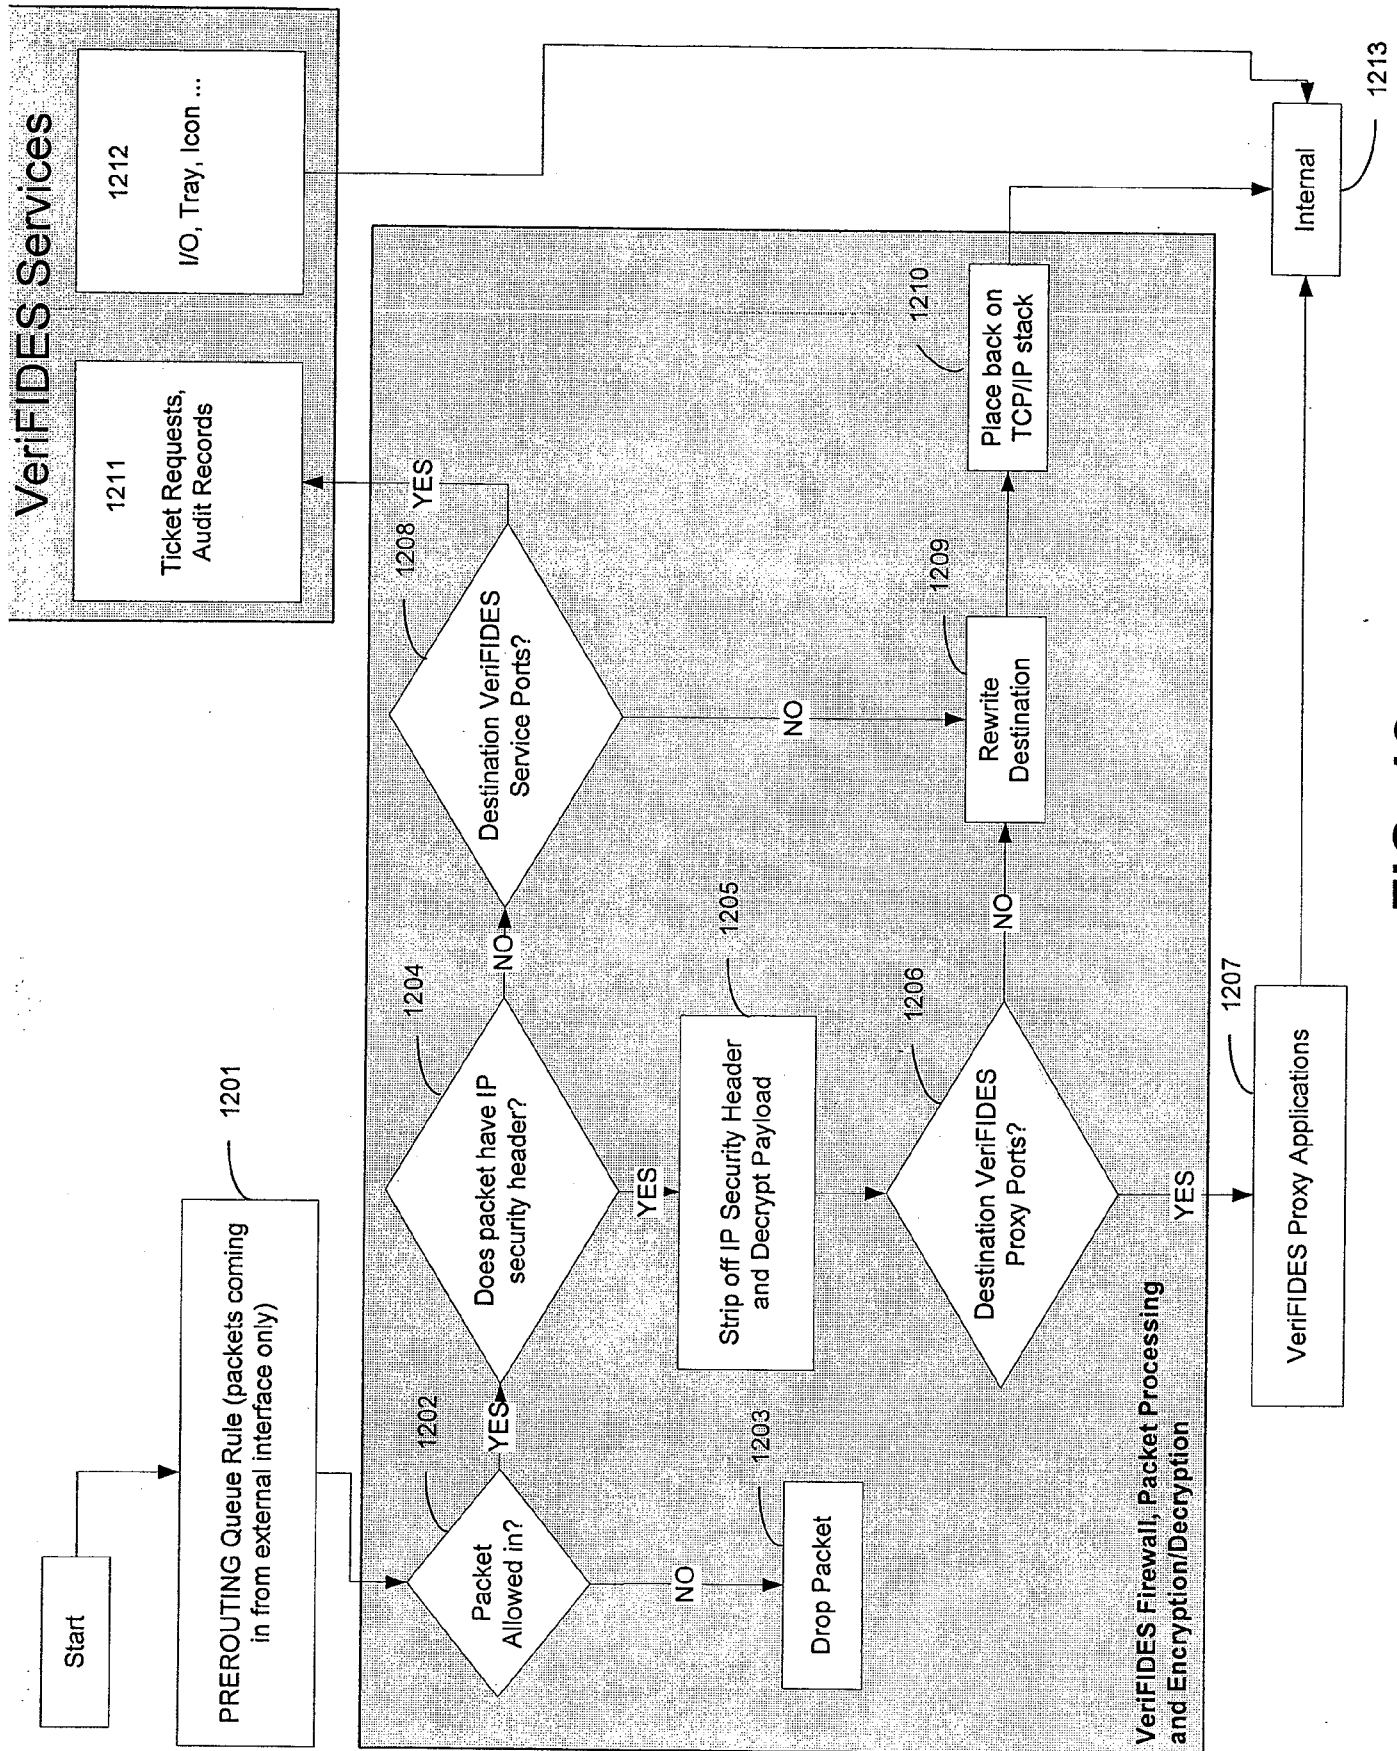 Start
1201
PREROUTING Queue Rule (packets coming
in from external interface only)
VeriFIDES Services
1211
Ticket Requests,
Audit Records
1212
I/O, Tray, Icon ...
1202
Packet
Allowed in?
YES
NO
1203
Drop Packet
1204
Does packet have IP
security header?
NO
YES
1205
Strip off IP Security Header
and Decrypt Payload
1206
Destination VeriFIDES
Proxy Ports?
NO
YES
1208
Destination VeriFIDES
Service Ports?
YES
NO
1209
Rewrite
Destination
1210
Place back on
TCP/IP stack
VeriFIDES Firewall, Packet Processing
and Encryption/Decryption
1207
VeriFIDES Proxy Applications
Internal
1213